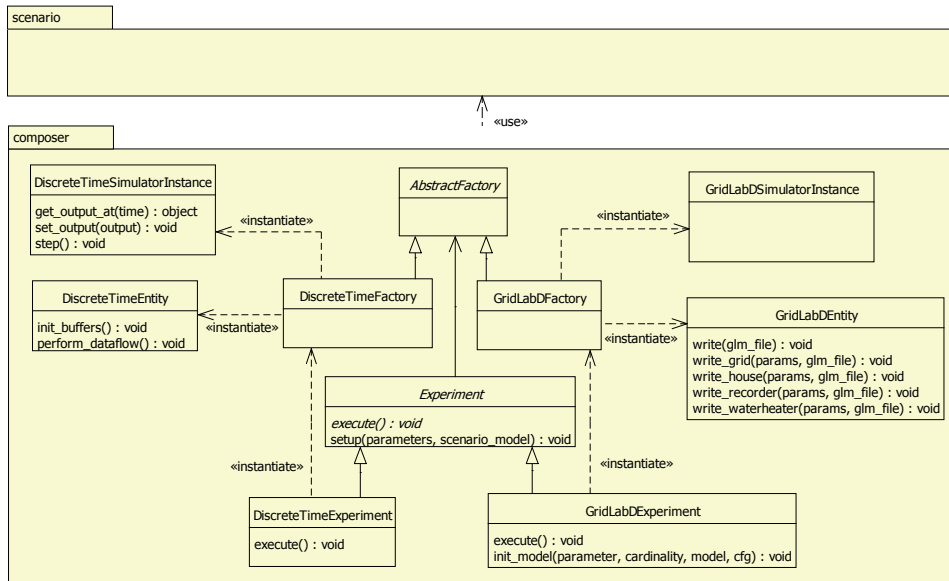 scenario
«use»
composer
DiscreteTimeSimulatorInstance
get_output_at(time) : object
set_output(output) : void
step() : void
«instantiate»
AbstractFactory
«instantiate»
GridLabDSimulatorInstance
DiscreteTimeEntity
init_buffers() : void
perform_dataflow() : void
«instantiate»
DiscreteTimeFactory
GridLabDFactory
«instantiate»
GridLabDEntity
write(glm_file) : void
write_grid(params, glm_file) : void
write_house(params, glm_file) : void
write_recorder(params, glm_file) : void
write_waterheater(params, glm_file) : void
Experiment
execute() : void
setup(parameters, scenario_model) : void
«instantiate»
«instantiate»
DiscreteTimeExperiment
execute() : void
GridLabDExperiment
execute() : void
init_model(parameter, cardinality, model, cfg) : void